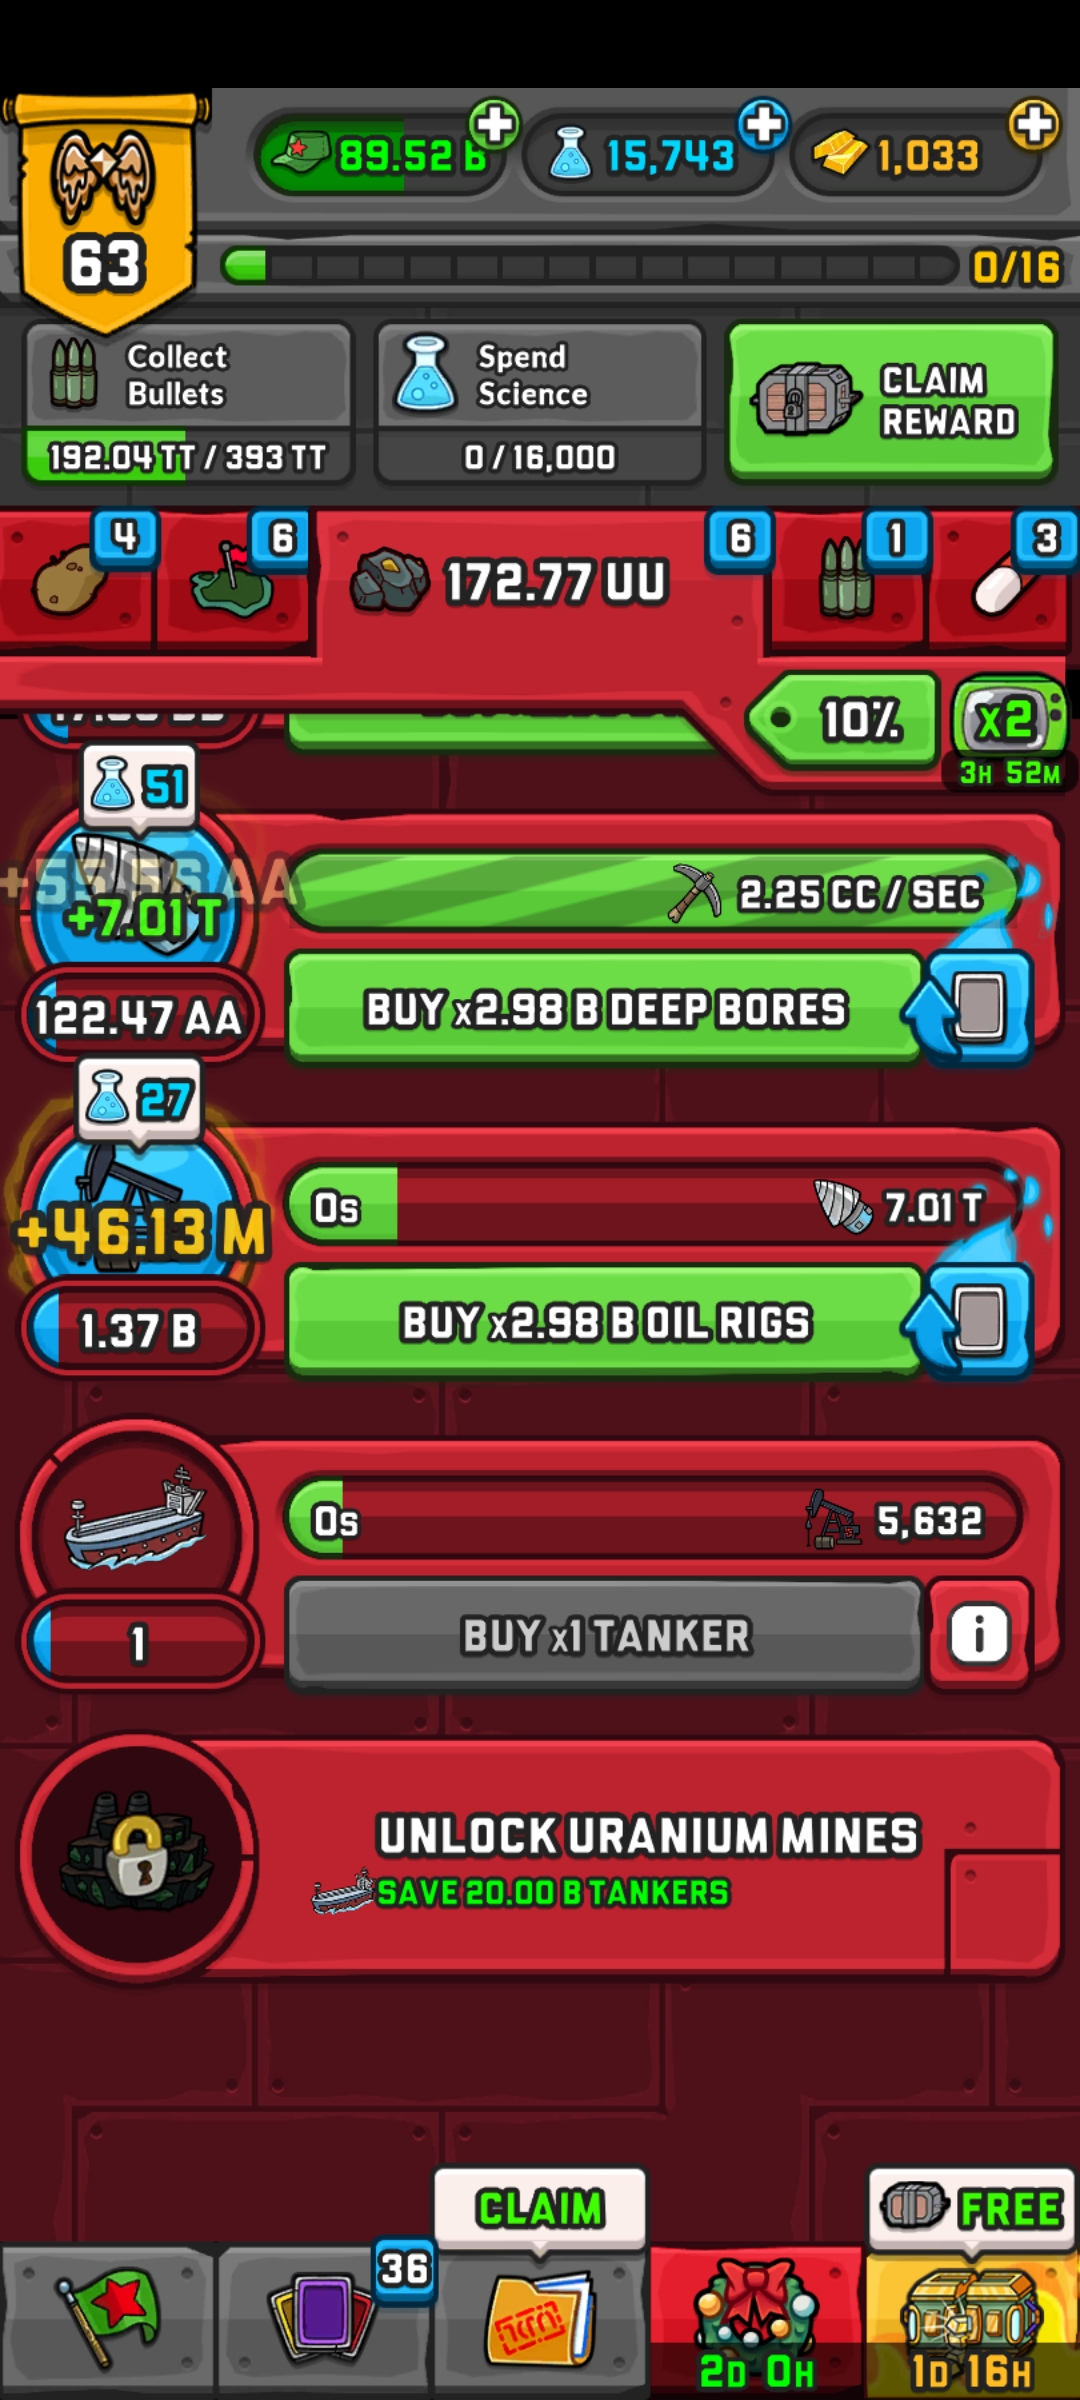 89.52 B
15,743
1,033
63
0/16
Collect
Bullets
192.04 TT / 393 TT
Spend
Science
0 / 16,000
CLAIM
REWARD
4
6
172.77 UU
6
1
3
10%
x2
3H 52M
51
+7.01 T
122.47 AA
2.25 CC / SEC
BUY x2.98 B DEEP BORES
27
+46.13 M
1.37 B
0s
7.01 T
BUY x2.98 B OIL RIGS
0s
5,632
1
BUY x1 TANKER
i
UNLOCK URANIUM MINES
SAVE 20.00 B TANKERS
CLAIM
FREE
36
2D 0H
1D 16H